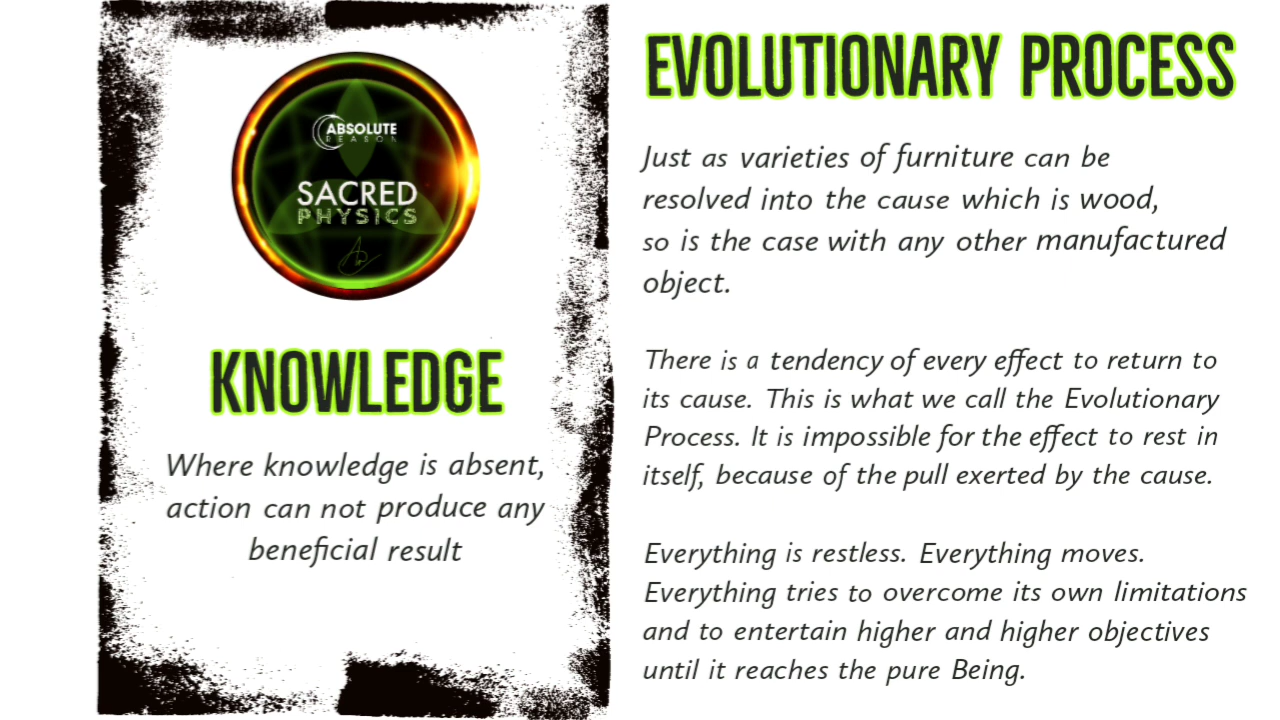 ABSOLUTE
REASON
SACRED
PHYSICS
KNOWLEDGE
Where knowledge is absent,
action can not produce any
beneficial result
EVOLUTIONARY PROCESS
Just as varieties of furniture can be
resolved into the cause which is wood,
so is the case with any other manufactured
object.
There is a tendency of every effect to return to
its cause. This is what we call the Evolutionary
Process. It is impossible for the effect to rest in
itself, because of the pull exerted by the cause.
Everything is restless. Everything moves.
Everything tries to overcome its own limitations
and to entertain higher and higher objectives
until it reaches the pure Being.